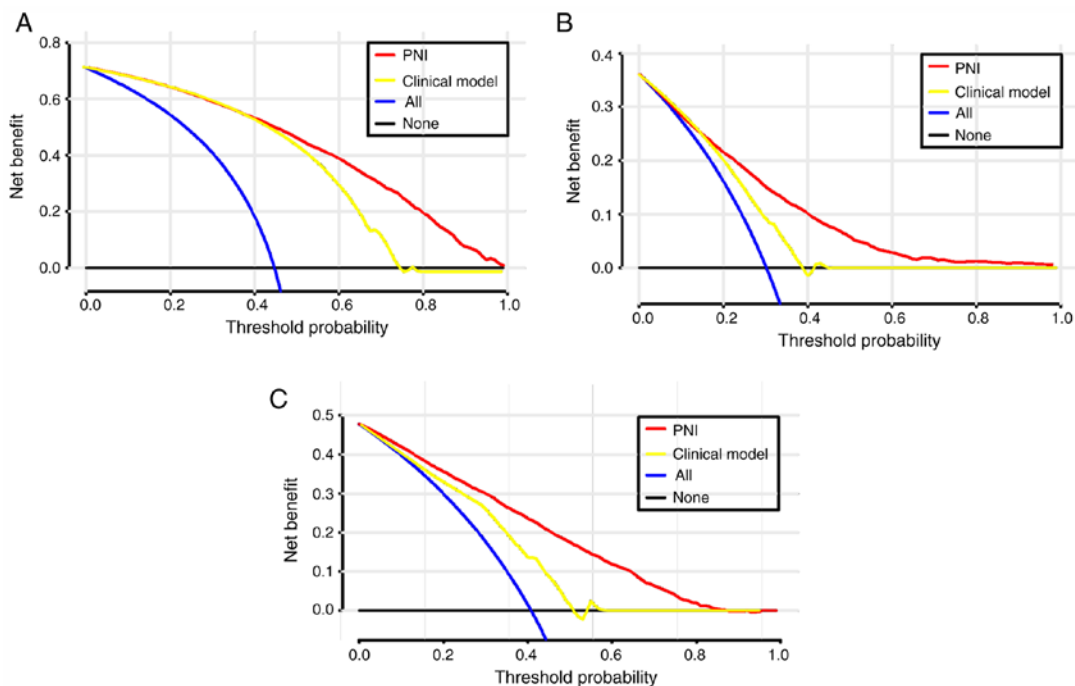 A
Net benefit
0.8
0.6
0.4
0.2
0.0
PNI
Clinical model
All
None
0.0 0.2 0.4 0.6 0.8 1.0
Threshold probability
B
Net benefit
0.4
0.3
0.2
0.1
0.0
PNI
Clinical model
All
None
0.0 0.2 0.4 0.6 0.8 1.0
Threshold probability
C
Net benefit
0.5
0.4
0.3
0.2
0.1
0.0
PNI
Clinical model
All
None
0.0 0.2 0.4 0.6 0.8 1.0
Threshold probability